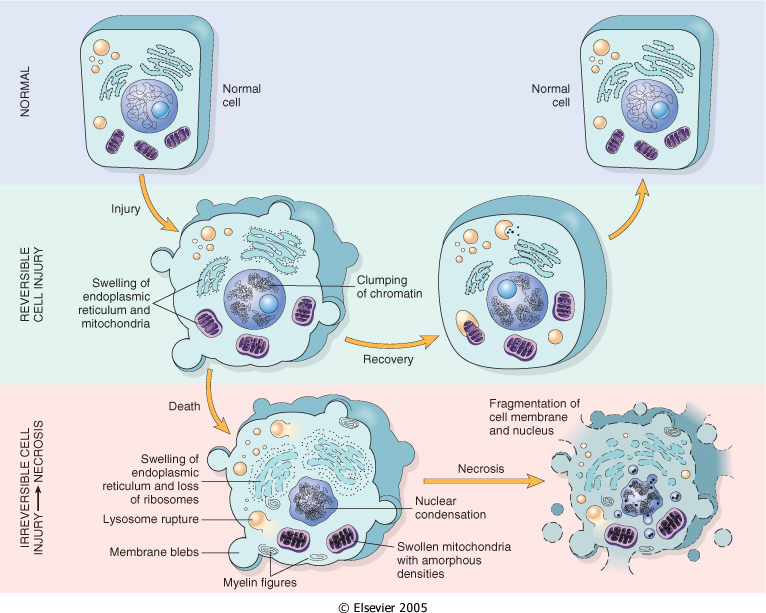 NORMAL
Normal
cell
Normal
cell
REVERSIBLE
CELL INJURY
Injury
Swelling of
endoplasmic
reticulum and
mitochondria
Clumping
of chromatin
Recovery
IRREVERSIBLE CELL
INJURY → NECROSIS
Death
Fragmentation of
cell membrane
and nucleus
Swelling of
endoplasmic
reticulum and loss
of ribosomes
Necrosis
Lysosome rupture
Nuclear
condensation
Membrane blebs
Swollen mitochondria
with amorphous
densities
Myelin figures
© Elsevier 2005